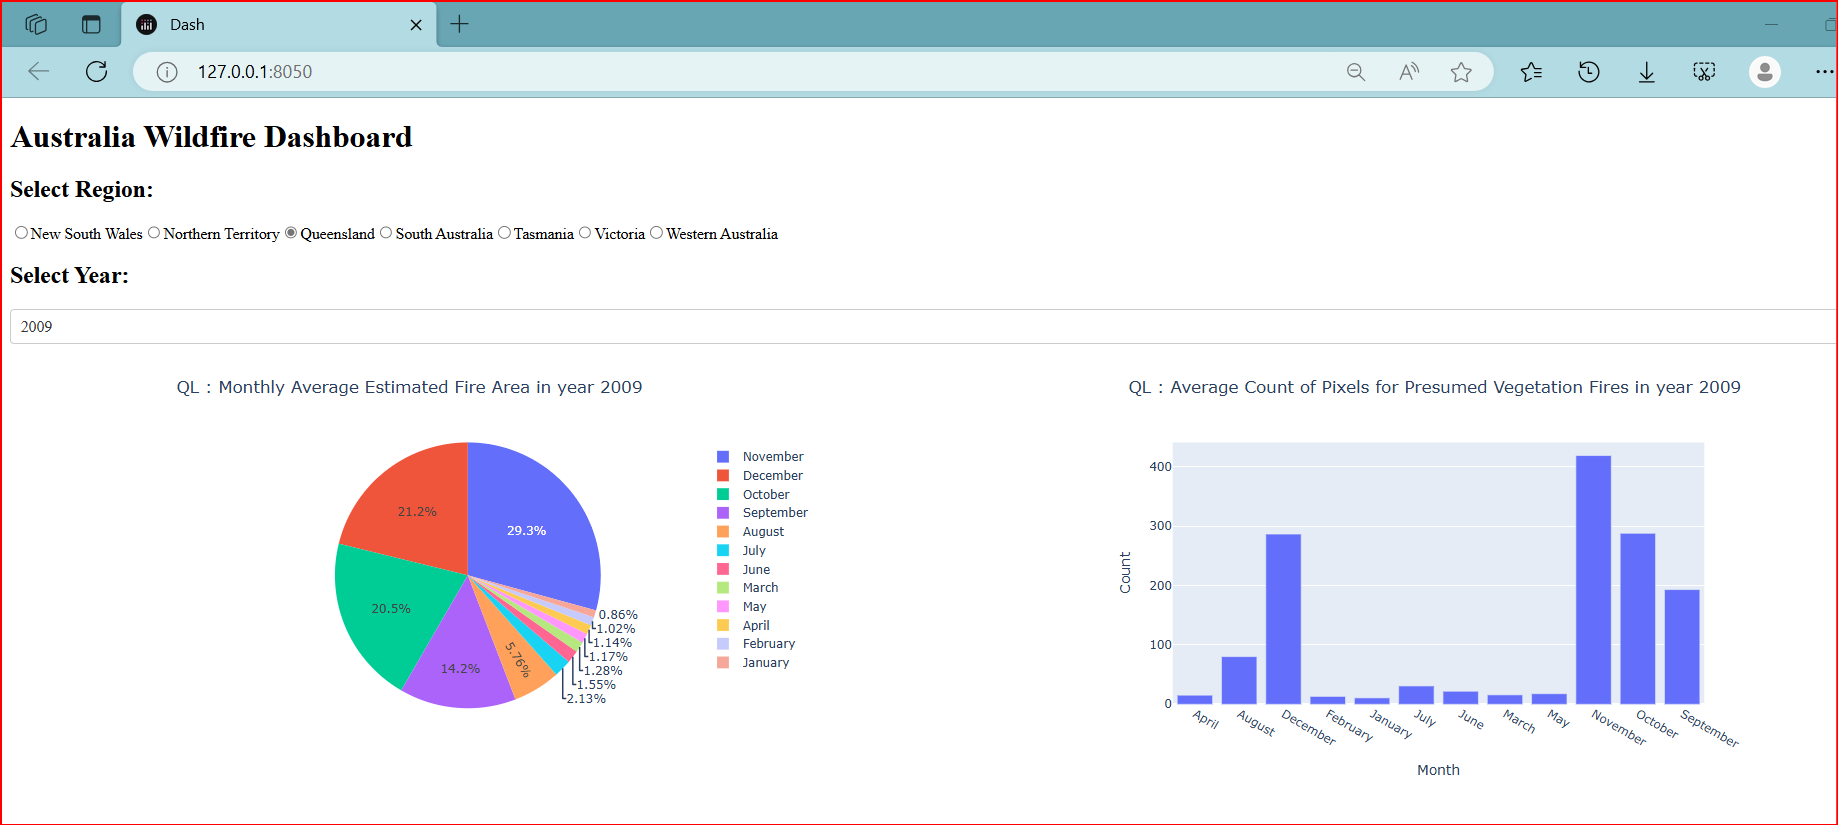 Dash
127.0.0.1:8050
Australia Wildfire Dashboard
Select Region:
New South Wales Northern Territory Queensland South Australia Tasmania Victoria Western Australia
Select Year:
2009
QL : Monthly Average Estimated Fire Area in year 2009
29.3%
21.2%
20.5%
14.2%
5.76%
0.86%
1.02%
1.14%
1.17%
1.28%
1.55%
2.13%
November
December
October
September
August
July
June
March
May
April
February
January
QL : Average Count of Pixels for Presumed Vegetation Fires in year 2009
Count
400
300
200
100
0
April August December February January July June March May November October September
Month